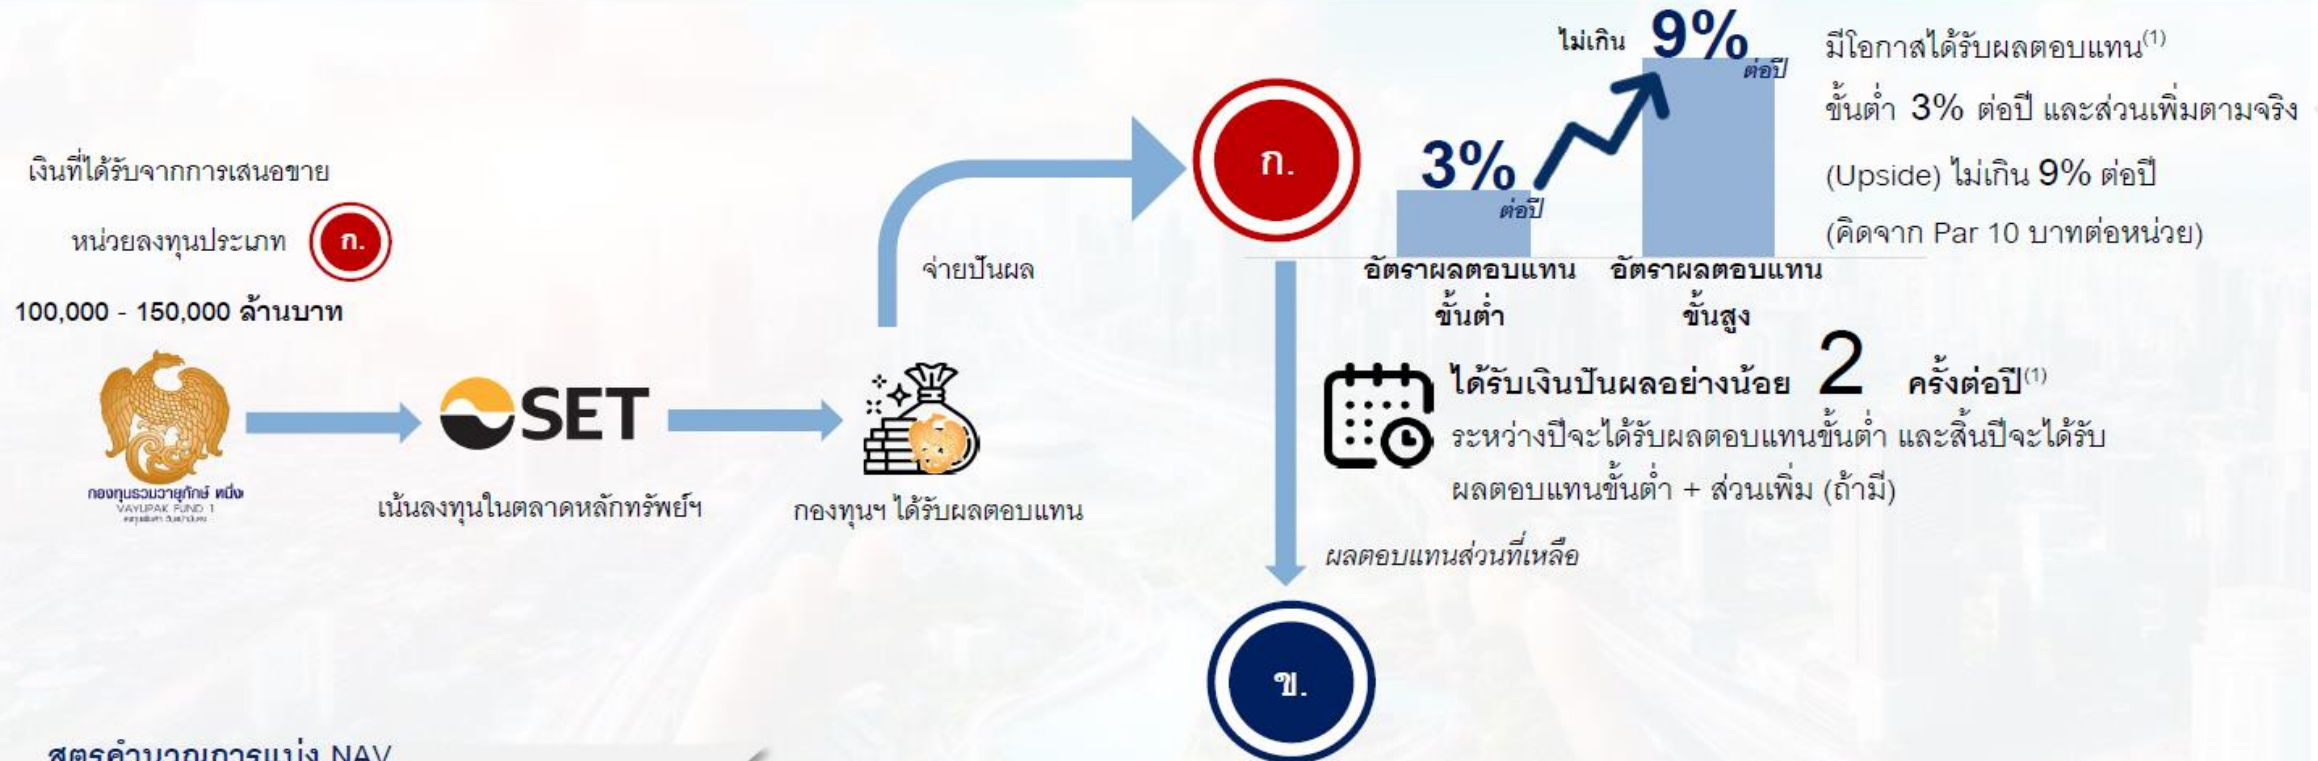 เงินที่ได้รับจากการเสนอขาย
หน่วยลงทุนประเภท ก.
100,000 - 150,000 ล้านบาท
กองทุนรวมวายุภักษ์ หนึ่ง
VAYUPAK FUND 1
SET
เน้นลงทุนในตลาดหลักทรัพย์ฯ
กองทุนฯ ได้รับผลตอบแทน
จ่ายปันผล
ก.
ไม่เกิน 9%
ต่อปี
3%
ต่อปี
อัตราผลตอบแทน
ขั้นต่ำ
อัตราผลตอบแทน
ขั้นสูง
มีโอกาสได้รับผลตอบแทน(1)
ขั้นต่ำ 3% ต่อปี และส่วนเพิ่มตามจริง
(Upside) ไม่เกิน 9% ต่อปี
(คิดจาก Par 10 บาทต่อหน่วย)
ได้รับเงินปันผลอย่างน้อย 2 ครั้งต่อปี(1)
ระหว่างปีจะได้รับผลตอบแทนขั้นต่ำ และสิ้นปีจะได้รับ
ผลตอบแทนขั้นต่ำ + ส่วนเพิ่ม (ถ้ามี)
ผลตอบแทนส่วนที่เหลือ
ข.
สูตรคำนวณการแบ่ง NAV